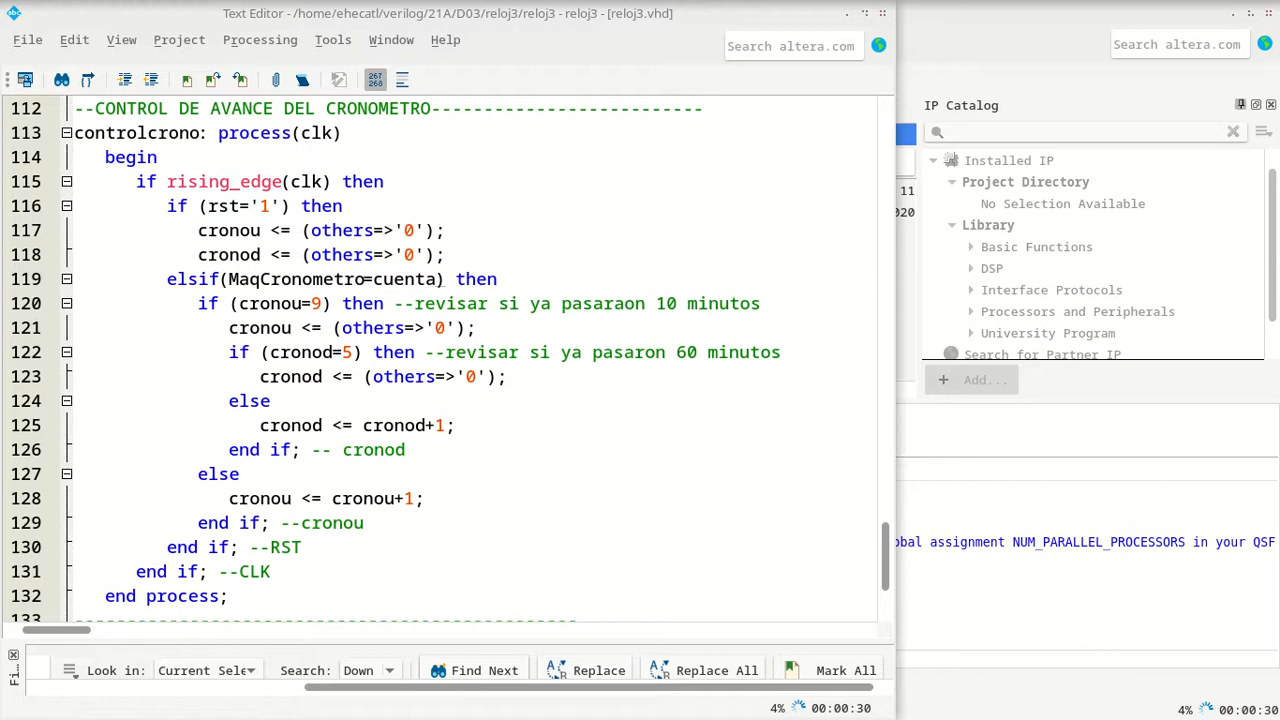 Text Editor - /home/ehecatl/verilog/21A/D03/reloj3/reloj3 - reloj3 - [reloj3.vhd]
File Edit View Project Processing Tools Window Help
Search altera.com
Search altera.com
267
268
112 --CONTROL DE AVANCE DEL CRONOMETRO--------------------------
113 controlcrono: process(clk)
114 begin
115 if rising_edge(clk) then
116 if (rst='1') then
117 cronou <= (others=>'0');
118 cronod <= (others=>'0');
119 elsif(MaqCronometro=cuenta) then
120 if (cronou=9) then --revisar si ya pasaraon 10 minutos
121 cronou <= (others=>'0');
122 if (cronod=5) then --revisar si ya pasaron 60 minutos
123 cronod <= (others=>'0');
124 else
125 cronod <= cronod+1;
126 end if; -- cronod
127 else
128 cronou <= cronou+1;
129 end if; --cronou
130 end if; --RST
131 end if; --CLK
132 end process;
133 ------------------------------------------------
Look in: Current Sele Search: Down Find Next Replace Replace All Mark All
4% 00:00:30
IP Catalog
Installed IP
Project Directory
No Selection Available
Library
Basic Functions
DSP
Interface Protocols
Processors and Peripherals
University Program
Search for Partner IP
+ Add...
11
020
obal assignment NUM_PARALLEL_PROCESSORS in your QSF
4% 00:00:30